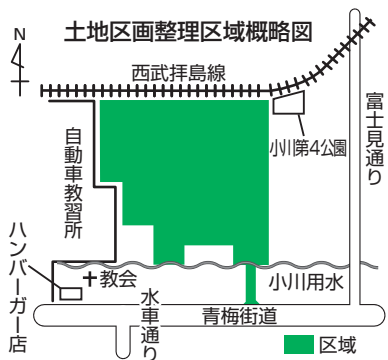 土地区画整理区域概略図
N
西武拝島線
小川第4公園
富士見通り
自動車教習所
ハンバーガー店
教会
小川用水
水車通り
青梅街道
区域